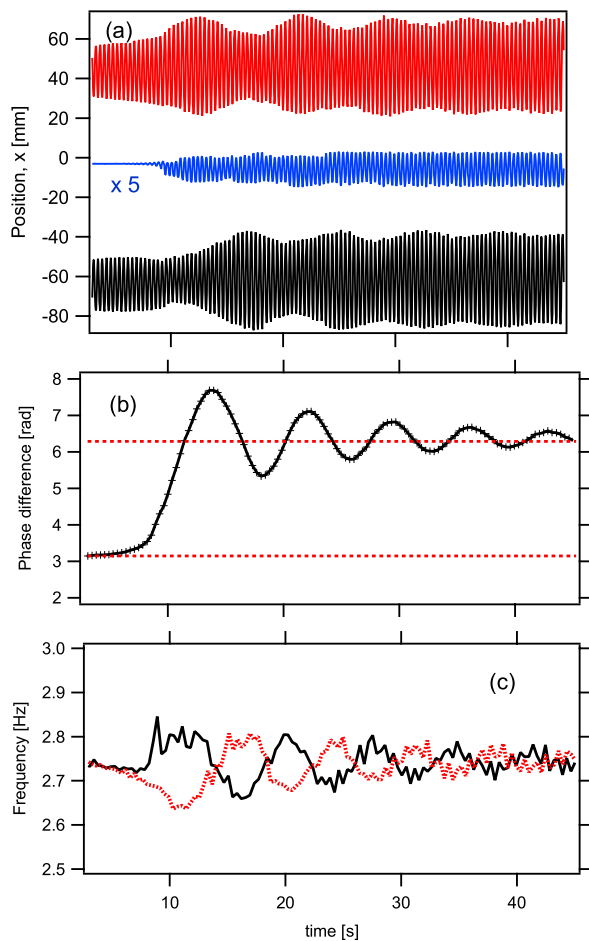 (a)
60
40
20
0
-20
-40
-60
-80
Position, x [mm]
x 5
(b)
8
7
6
5
4
3
2
Phase difference [rad]
(c)
3.0
2.9
2.8
2.7
2.6
2.5
Frequency [Hz]
10 20 30 40
time [s]